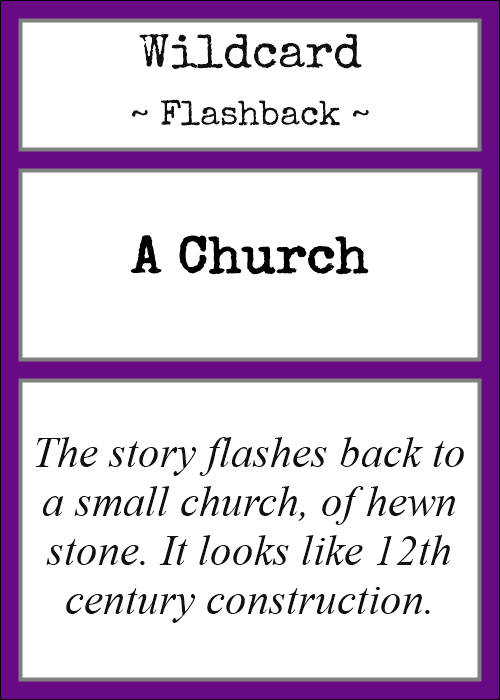 Wildcard
~ Flashback ~
A Church
The story flashes back to
a small church, of hewn
stone. It looks like 12th
century construction.